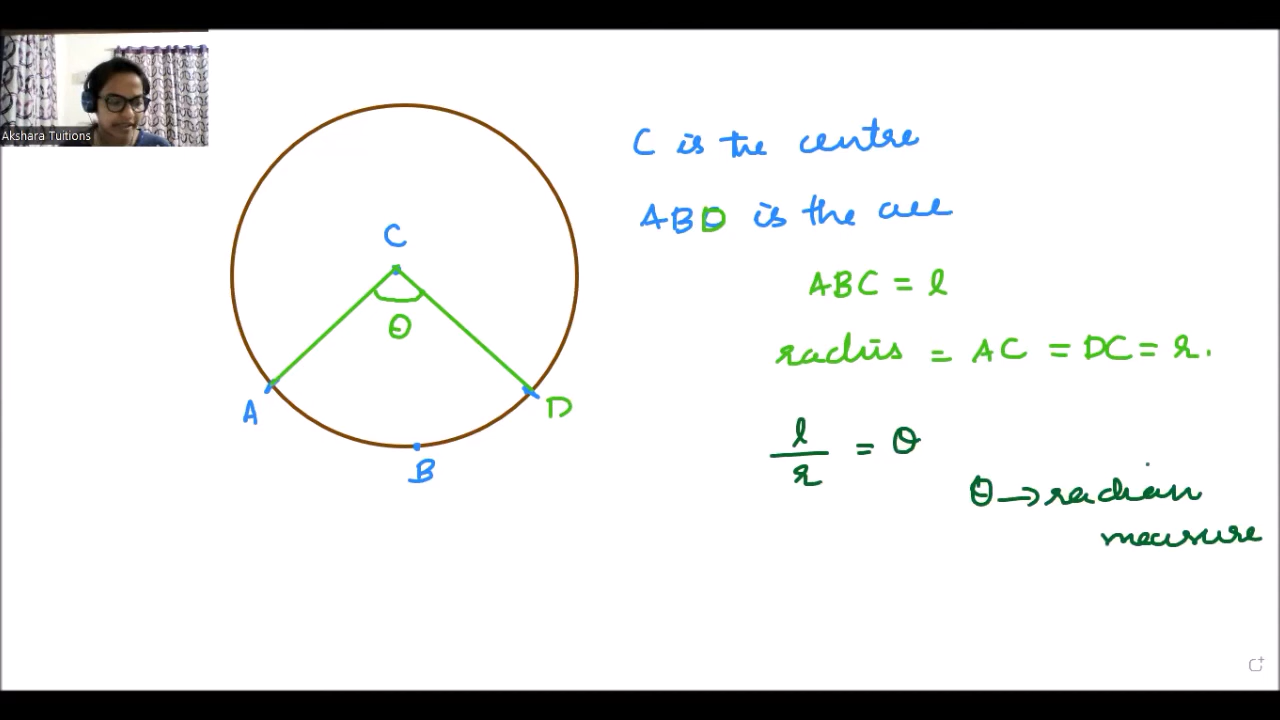 Akshara Tuitions
C is the centre
ABD is the arc
ABC = l
radius = AC = DC = r.
l
r
= θ
θ → radian
measure
C
θ
A
D
B